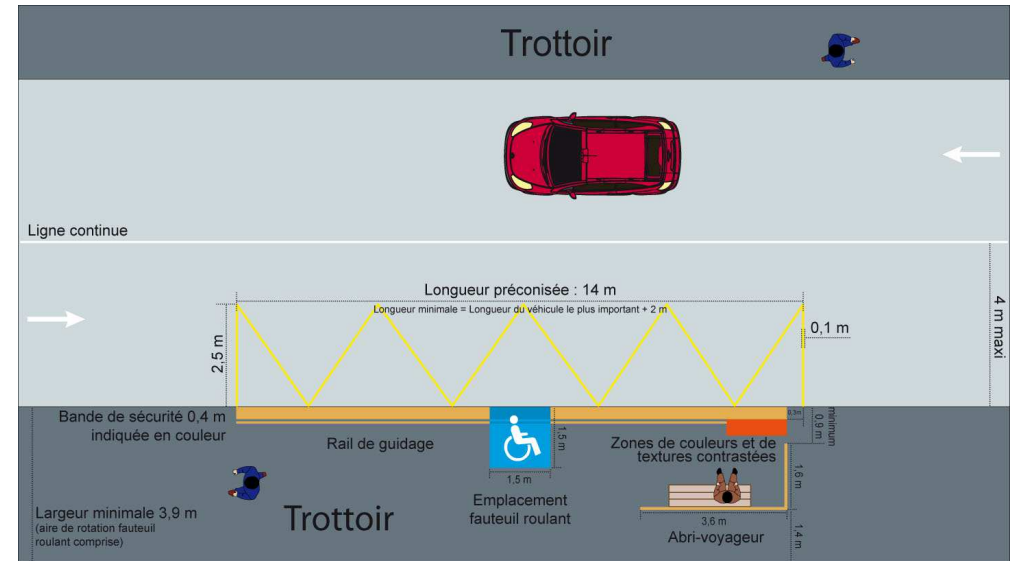 Trottoir
Ligne continue
Longueur préconisée : 14 m
Longueur minimale = Longueur du véhicule le plus important + 2 m
0,1 m
4 m maxi
2,5 m
Bande de sécurité 0,4 m
indiquée en couleur
Rail de guidage
1,5 m
1,5 m
Emplacement
fauteuil roulant
Zones de couleurs et de
textures contrastées
0,3m
minimum
0,9 m
1,6 m
3,6 m
Abri-voyageur
1,4 m
Largeur minimale 3,9 m
(aire de rotation fauteuil
roulant comprise)
Trottoir